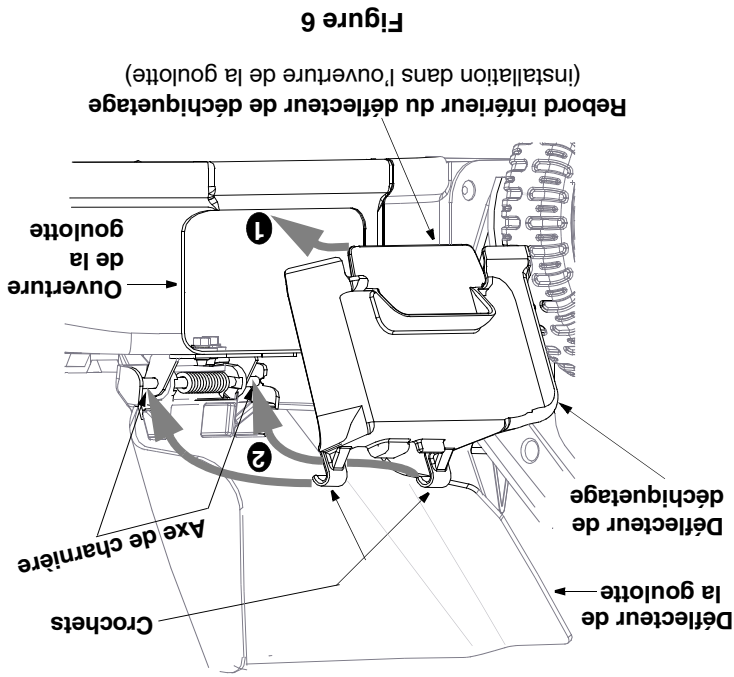 Déflecteur de
la goulotte
Crochets
Déflecteur de
déchiquetage
Axe de charnière
2
Ouverture
de la
goulotte
1
Rebord inférieur du déflecteur de déchiquetage
(installation dans l'ouverture de la goulotte)
Figure 6